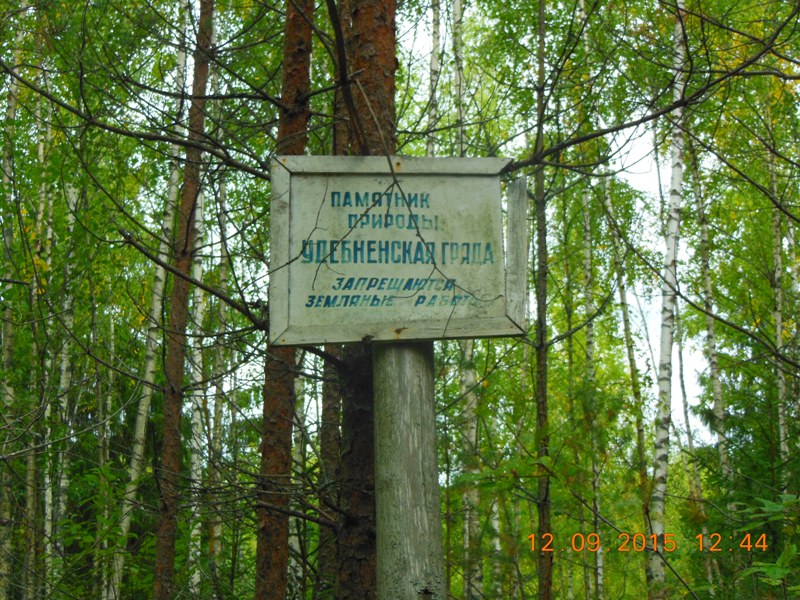 ПАМЯТНИК
ПРИРОДЫ
УДЕБНЕНСКАЯ ГРЯДА
ЗАПРЕЩАЮТСЯ
ЗЕМЛЯНЫЕ РАБОТЫ
12 09. 2015 12 44